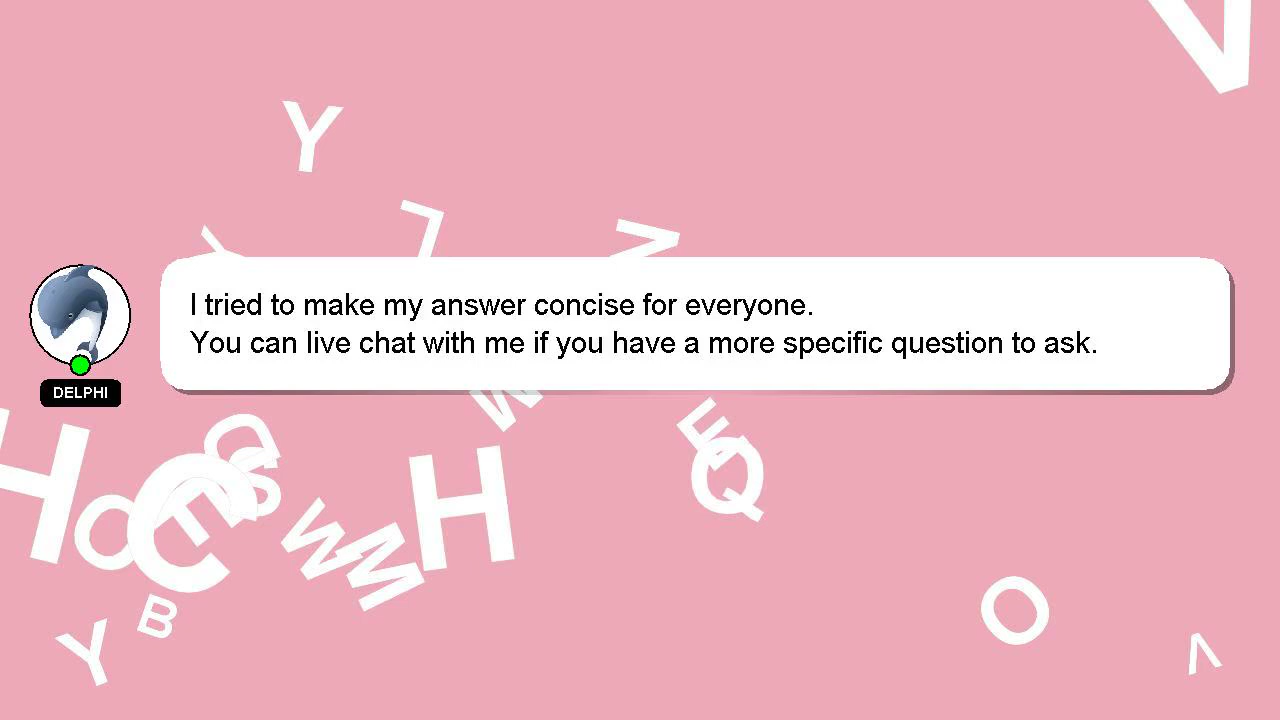 V
Y
L
Z
Y
I tried to make my answer concise for everyone.
You can live chat with me if you have a more specific question to ask.
DELPHI
W
E
Q
H
D
S
C
O
E
W
M
H
B
Y
O
V